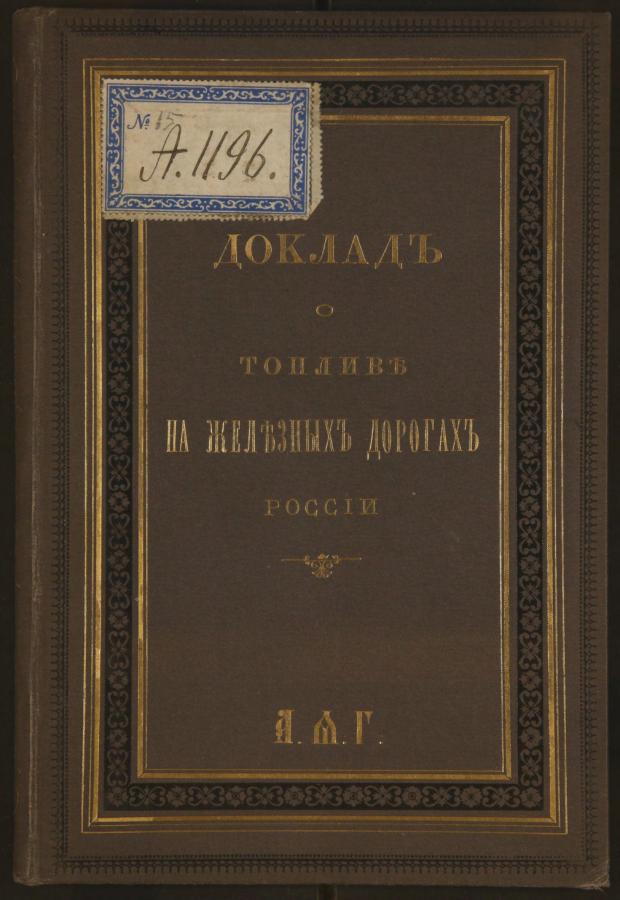 № 15
А. 1196.
ДОКЛАДЪ
О
ТОПЛИВѢ
НА ЖЕЛѢЗНЫХЪ ДОРОГАХЪ
РОССІИ
А. Ѳ. Г.